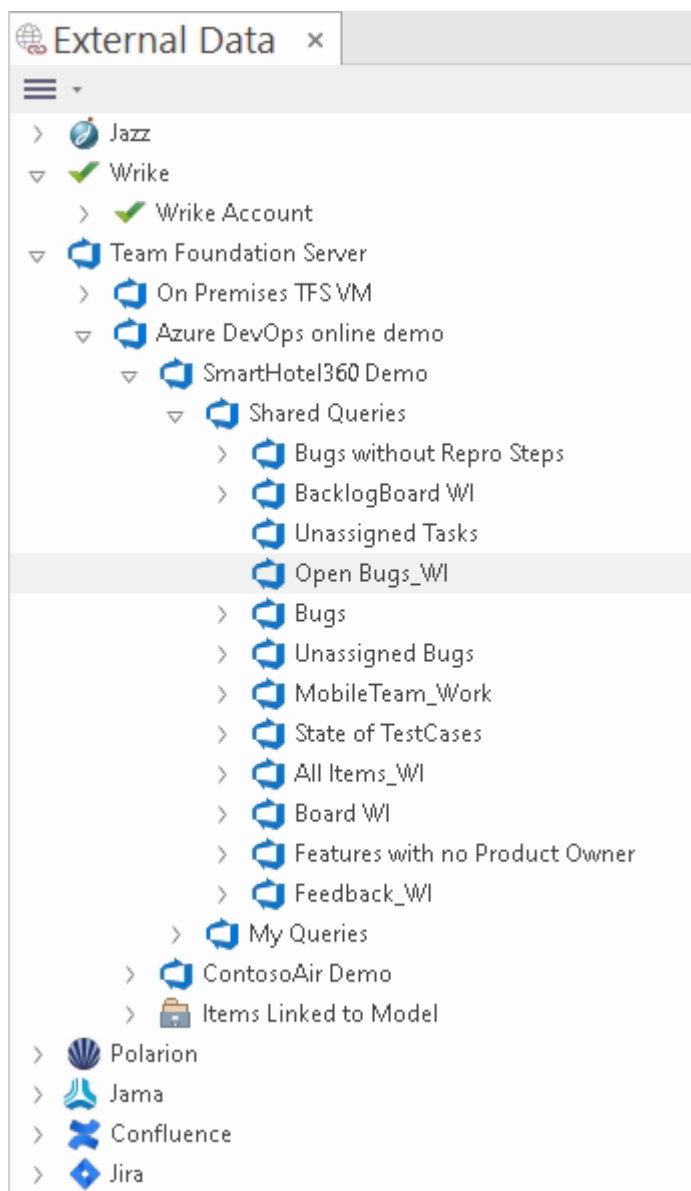 External Data
Jazz
Wrike
Wrike Account
Team Foundation Server
On Premises TFS VM
Azure DevOps online demo
SmartHotel360 Demo
Shared Queries
Bugs without Repro Steps
BacklogBoard WI
Unassigned Tasks
Open Bugs_WI
Bugs
Unassigned Bugs
MobileTeam_Work
State of TestCases
All Items_WI
Board WI
Features with no Product Owner
Feedback_WI
My Queries
ContosoAir Demo
Items Linked to Model
Polarion
Jama
Confluence
Jira